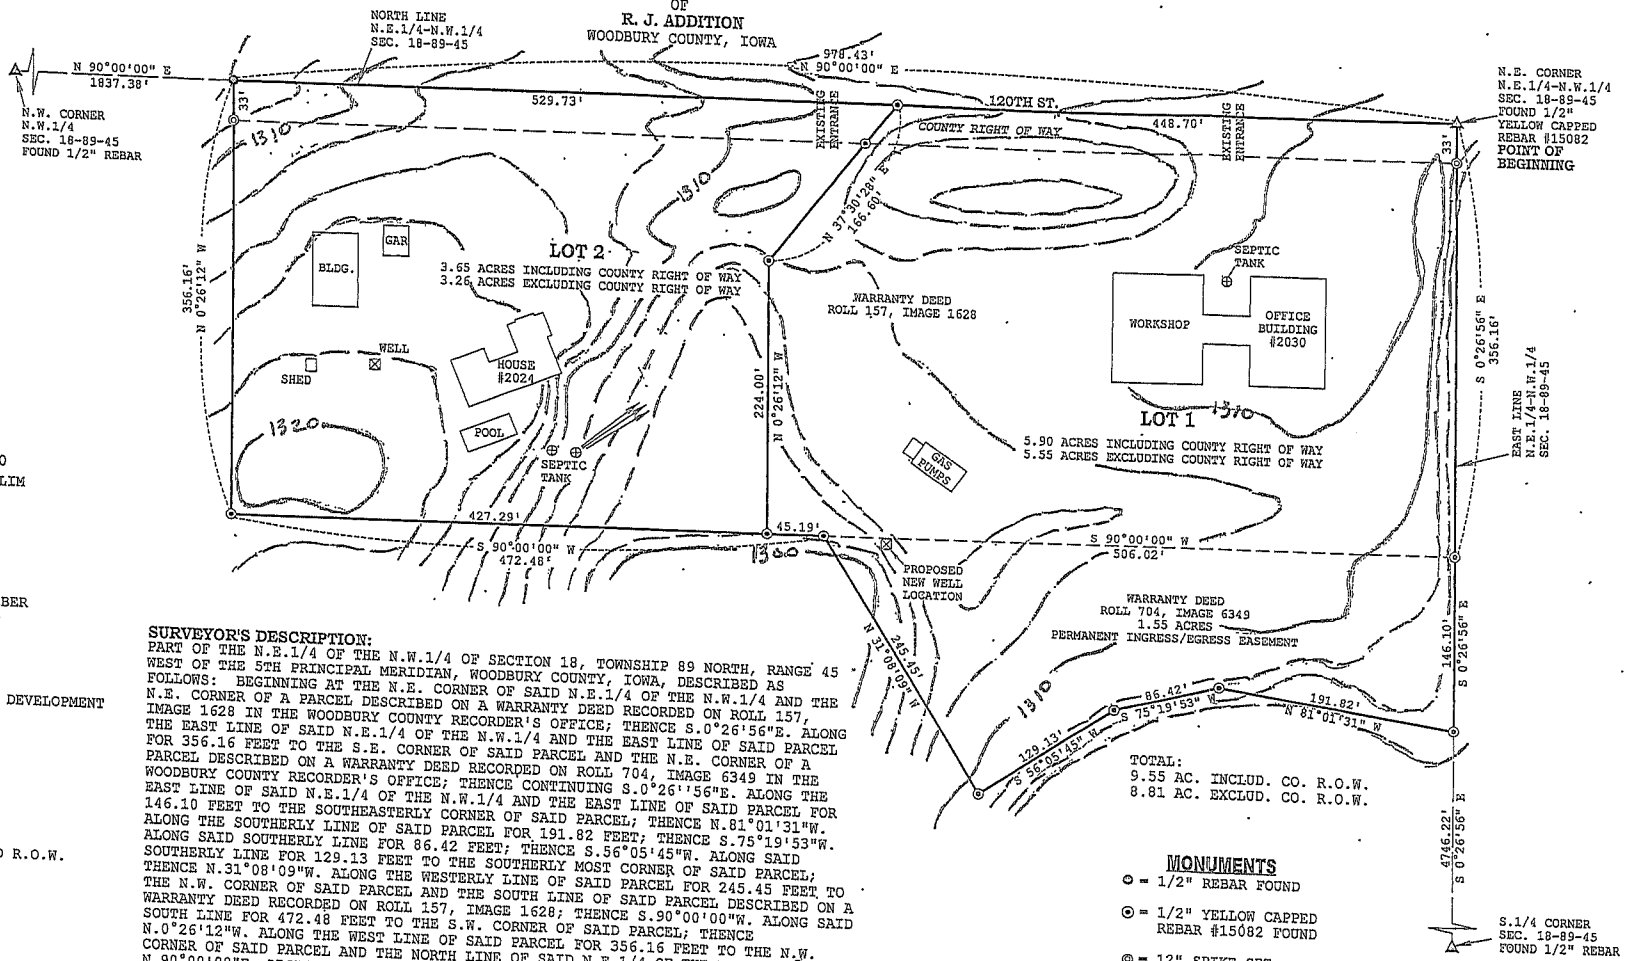 OF
R. J. ADDITION
WOODBURY COUNTY, IOWA
NORTH LINE
N.E.1/4-N.W.1/4
SEC. 18-89-45
N 90°00'00" E
1837.38'
N.W. CORNER
N.W.1/4
SEC. 18-89-45
FOUND 1/2" REBAR
978.43'
N 90°00'00" E
529.73'
120TH ST.
448.70'
33'
33'
1310
EXISTING
ENTRANCE
COUNTY RIGHT OF WAY
EXISTING
ENTRANCE
N.E. CORNER
N.E.1/4-N.W.1/4
SEC. 18-89-45
FOUND 1/2"
YELLOW CAPPED
REBAR #15082
POINT OF
BEGINNING
1310
N 37°30'28" E
166.60'
356.16'
N 0°26'12" W
GAR
BLDG.
LOT 2
3.65 ACRES INCLUDING COUNTY RIGHT OF WAY
3.26 ACRES EXCLUDING COUNTY RIGHT OF WAY
WARRANTY DEED
ROLL 157, IMAGE 1628
SEPTIC
TANK
WORKSHOP
OFFICE
BUILDING
#2030
S 0°26'56" E
356.16'
EAST LINE
N.E.1/4-N.W.1/4
SEC. 18-89-45
WELL
SHED
HOUSE
#2024
POOL
SEPTIC
TANK
1320
224.00'
N 0°26'12" W
1310
LOT 1
5.90 ACRES INCLUDING COUNTY RIGHT OF WAY
5.55 ACRES EXCLUDING COUNTY RIGHT OF WAY
GAS
PUMPS
427.29'
45.19'
S 90°00'00" W
472.48'
1300
S 90°00'00" W
506.02'
PROPOSED
NEW WELL
LOCATION
WARRANTY DEED
ROLL 704, IMAGE 6349
1.55 ACRES
PERMANENT INGRESS/EGRESS EASEMENT
146.10'
S 0°26'56" E
245.45'
N 31°08'09" W
1310
86.42'
S 75°19'53" W
191.82'
N 81°01'31" W
129.13'
S 56°05'45" W
TOTAL:
9.55 AC. INCLUD. CO. R.O.W.
8.81 AC. EXCLUD. CO. R.O.W.
4746.22'
S 0°26'56" E
MONUMENTS
= 1/2" REBAR FOUND
= 1/2" YELLOW CAPPED
REBAR #15082 FOUND
= 12" SPIKE SET
S.1/4 CORNER
SEC. 18-89-45
FOUND 1/2" REBAR
O
LIM
BER
DEVELOPMENT
R.O.W.
SURVEYOR'S DESCRIPTION:
PART OF THE N.E.1/4 OF THE N.W.1/4 OF SECTION 18, TOWNSHIP 89 NORTH, RANGE 45
WEST OF THE 5TH PRINCIPAL MERIDIAN, WOODBURY COUNTY, IOWA, DESCRIBED AS
FOLLOWS: BEGINNING AT THE N.E. CORNER OF SAID N.E.1/4 OF THE N.W.1/4 AND THE
N.E. CORNER OF A PARCEL DESCRIBED ON A WARRANTY DEED RECORDED ON ROLL 157,
IMAGE 1628 IN THE WOODBURY COUNTY RECORDER'S OFFICE; THENCE S.0°26'56"E. ALONG
THE EAST LINE OF SAID N.E.1/4 OF THE N.W.1/4 AND THE EAST LINE OF SAID PARCEL
FOR 356.16 FEET TO THE S.E. CORNER OF SAID PARCEL AND THE N.E. CORNER OF A
PARCEL DESCRIBED ON A WARRANTY DEED RECORDED ON ROLL 704, IMAGE 6349 IN THE
WOODBURY COUNTY RECORDER'S OFFICE; THENCE CONTINUING S.0°26''56"E. ALONG THE
EAST LINE OF SAID N.E.1/4 OF THE N.W.1/4 AND THE EAST LINE OF SAID PARCEL FOR
146.10 FEET TO THE SOUTHEASTERLY CORNER OF SAID PARCEL; THENCE N.81°01'31"W.
ALONG THE SOUTHERLY LINE OF SAID PARCEL FOR 191.82 FEET; THENCE S.75°19'53"W.
ALONG SAID SOUTHERLY LINE FOR 86.42 FEET; THENCE S.56°05'45"W. ALONG SAID
SOUTHERLY LINE FOR 129.13 FEET TO THE SOUTHERLY MOST CORNER OF SAID PARCEL;
THENCE N.31°08'09"W. ALONG THE WESTERLY LINE OF SAID PARCEL FOR 245.45 FEET TO
THE N.W. CORNER OF SAID PARCEL AND THE SOUTH LINE OF SAID PARCEL DESCRIBED ON A
WARRANTY DEED RECORDED ON ROLL 157, IMAGE 1628; THENCE S.90°00'00"W. ALONG SAID
SOUTH LINE FOR 472.48 FEET TO THE S.W. CORNER OF SAID PARCEL; THENCE
N.0°26'12"W. ALONG THE WEST LINE OF SAID PARCEL FOR 356.16 FEET TO THE N.W.
CORNER OF SAID PARCEL AND THE NORTH LINE OF SAID N.E.1/4 OF THE